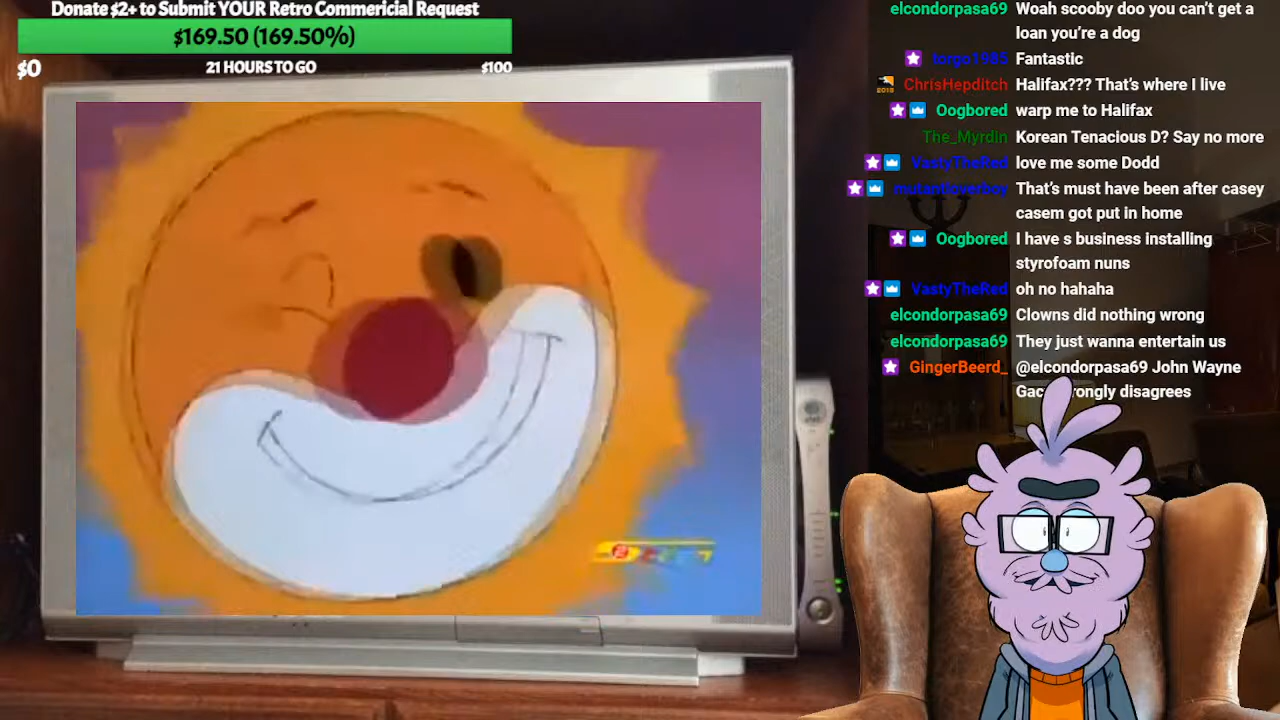 Donate $2+ to Submit YOUR Retro Commericial Request
$169.50 (169.50%)
$0
21 HOURS TO GO
$100
elcondorpasa69 Woah scooby doo you can't get a
loan you're a dog
torgo1985 Fantastic
2019 ChrisHepditch Halifax??? That's where I live
Oogbored warp me to Halifax
The_Myrdin Korean Tenacious D? Say no more
VastyTheRed love me some Dodd
mutantloverboy That's must have been after casey
casem got put in home
Oogbored I have s business installing
styrofoam nuns
VastyTheRed oh no hahaha
elcondorpasa69 Clowns did nothing wrong
elcondorpasa69 They just wanna entertain us
GingerBeerd_ @elcondorpasa69 John Wayne
disagrees